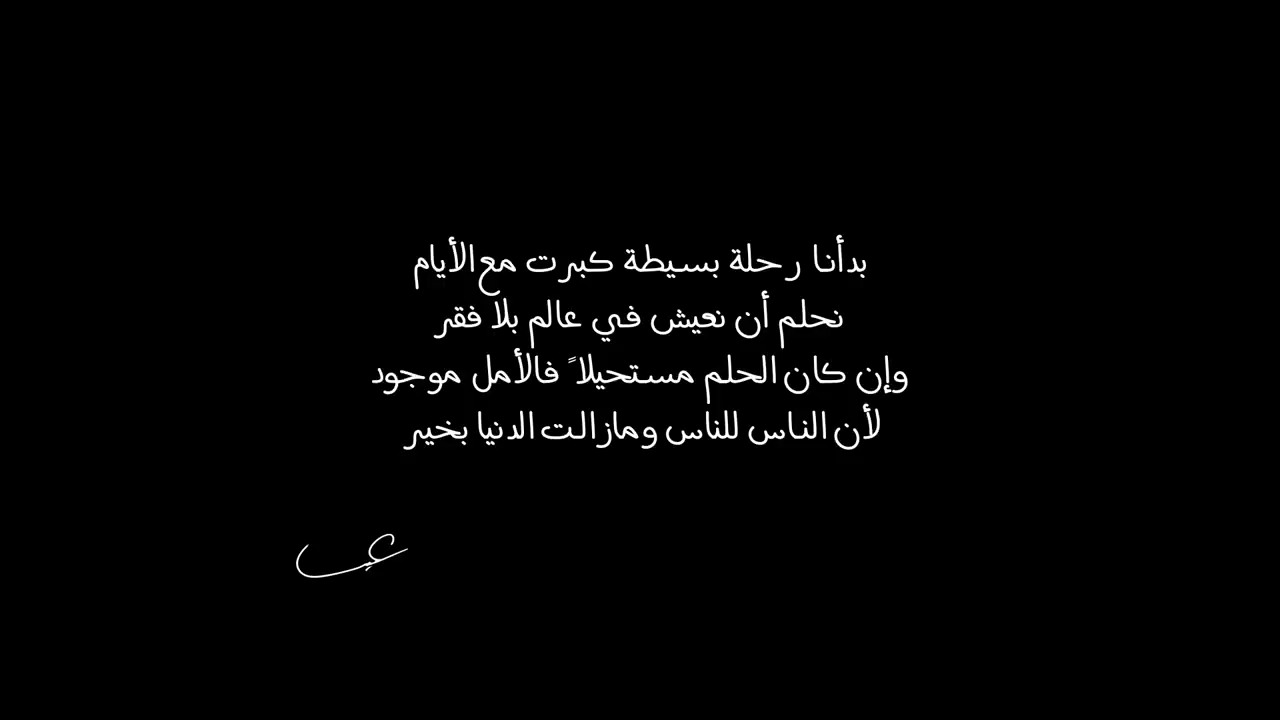 بدأنا رحلة بسيطة كبرت مع الأيام
نحلم أن نعيش في عالم بلا فقر
وإن كان الحلم مستحيلاً فالأمل موجود
لأن الناس للناس ومازالت الدنيا بخير